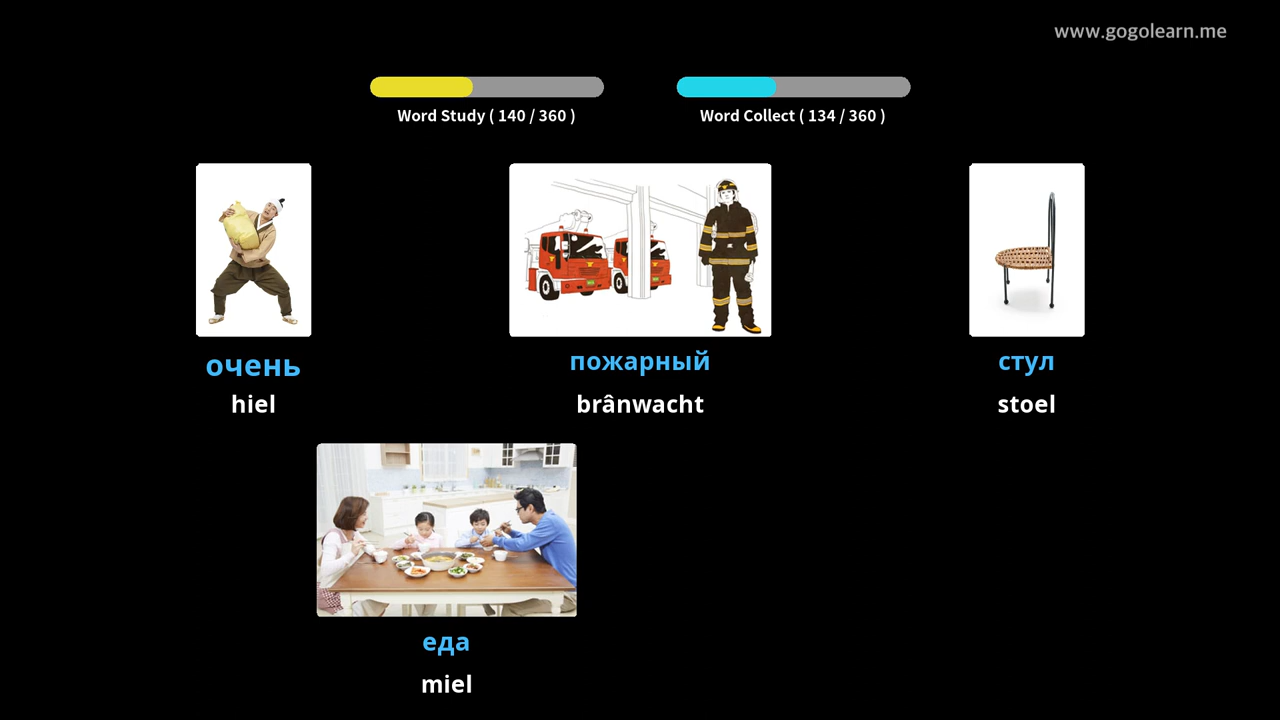 www.gogolearn.me
Word Study ( 140 / 360 )
Word Collect ( 134 / 360 )
очень
hiel
пожарный
brânwacht
стул
stoel
еда
miel